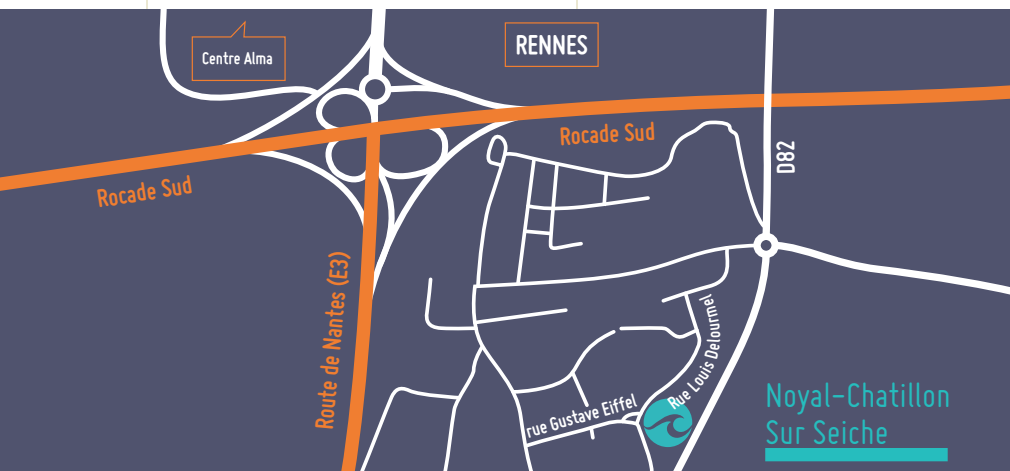 RENNES
Centre Alma
Rocade Sud
D82
Rocade Sud
Route de Nantes (E3)
Rue Louis Delourmel
rue Gustave Eiffel
Noyal-Chatillon
Sur Seiche